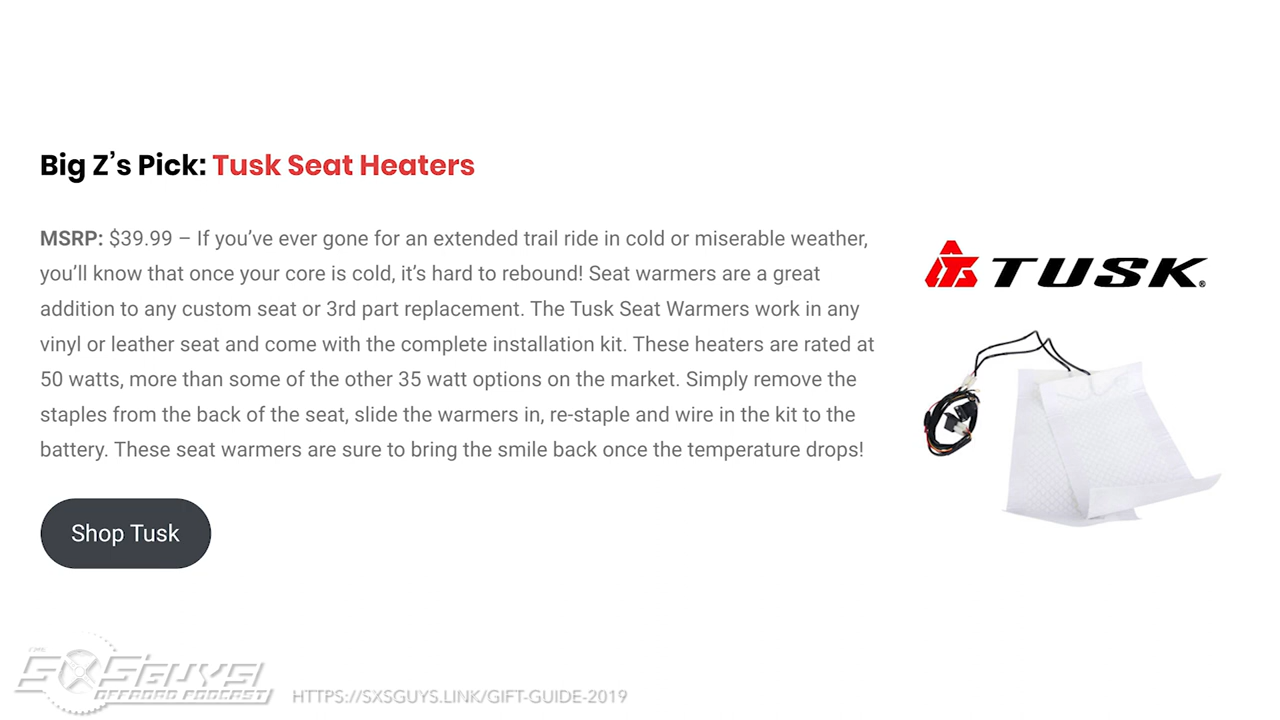 Big Z’s Pick: Tusk Seat Heaters
MSRP: $39.99 – If you’ve ever gone for an extended trail ride in cold or miserable weather,
you’ll know that once your core is cold, it’s hard to rebound! Seat warmers are a great
addition to any custom seat or 3rd part replacement. The Tusk Seat Warmers work in any
vinyl or leather seat and come with the complete installation kit. These heaters are rated at
50 watts, more than some of the other 35 watt options on the market. Simply remove the
staples from the back of the seat, slide the warmers in, re-staple and wire in the kit to the
battery. These seat warmers are sure to bring the smile back once the temperature drops!
Shop Tusk
TUSK®
THE
SXSGUYS
OFFROAD PODCAST
HTTPS://SXSGUYS.LINK/GIFT-GUIDE-2019